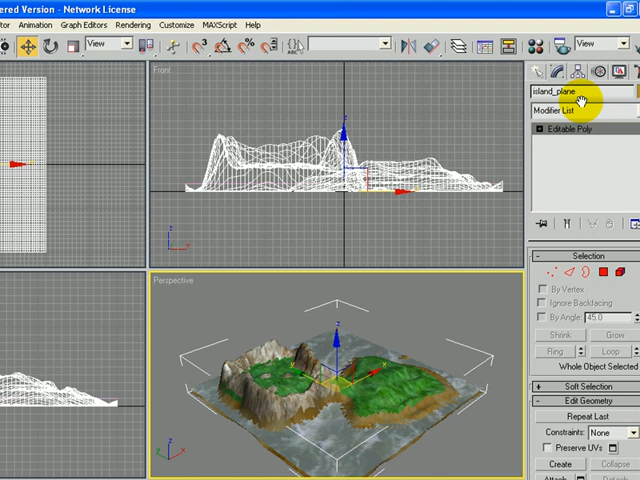 ered Version - Network License
tor Animation Graph Editors Rendering Customize MAXScript Help
View
View
Front
z
x
z
x
Perspective
z
y
x
z
y
x
island_plane
Modifier List
Editable Poly
Selection
By Vertex
Ignore Backfacing
By Angle: 45.0
Shrink Grow
Ring Loop
Whole Object Selected
Soft Selection
Edit Geometry
Repeat Last
Constraints: None
Preserve UVs
Create Collapse
Attach Detach